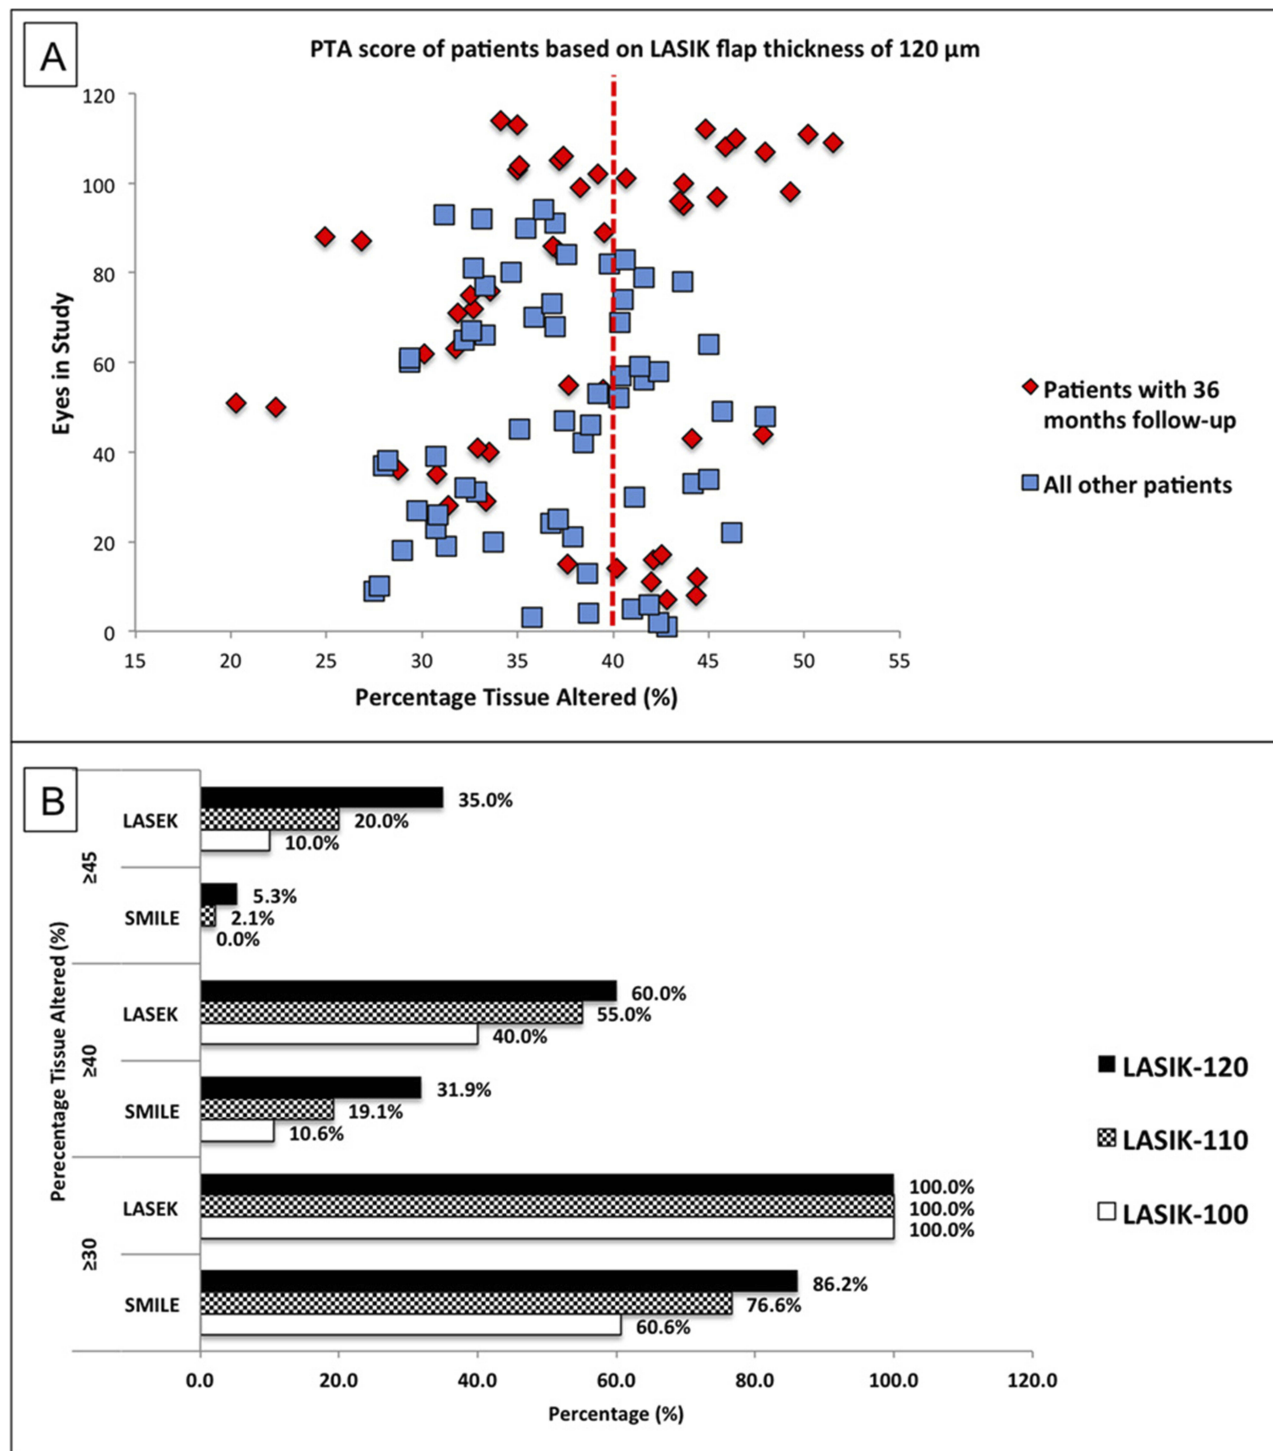 A
PTA score of patients based on LASIK flap thickness of 120 µm
120
100
80
60
40
20
0
Eyes in Study
15 20 25 30 35 40 45 50 55
Percentage Tissue Altered (%)
Patients with 36
months follow-up
All other patients
B
Perecentage Tissue Altered (%)
≥45
LASEK
35.0%
20.0%
10.0%
SMILE
5.3%
2.1%
0.0%
≥40
LASEK
60.0%
55.0%
40.0%
SMILE
31.9%
19.1%
10.6%
≥30
LASEK
100.0%
100.0%
100.0%
SMILE
86.2%
76.6%
60.6%
0.0 20.0 40.0 60.0 80.0 100.0 120.0
Percentage (%)
LASIK-120
LASIK-110
LASIK-100